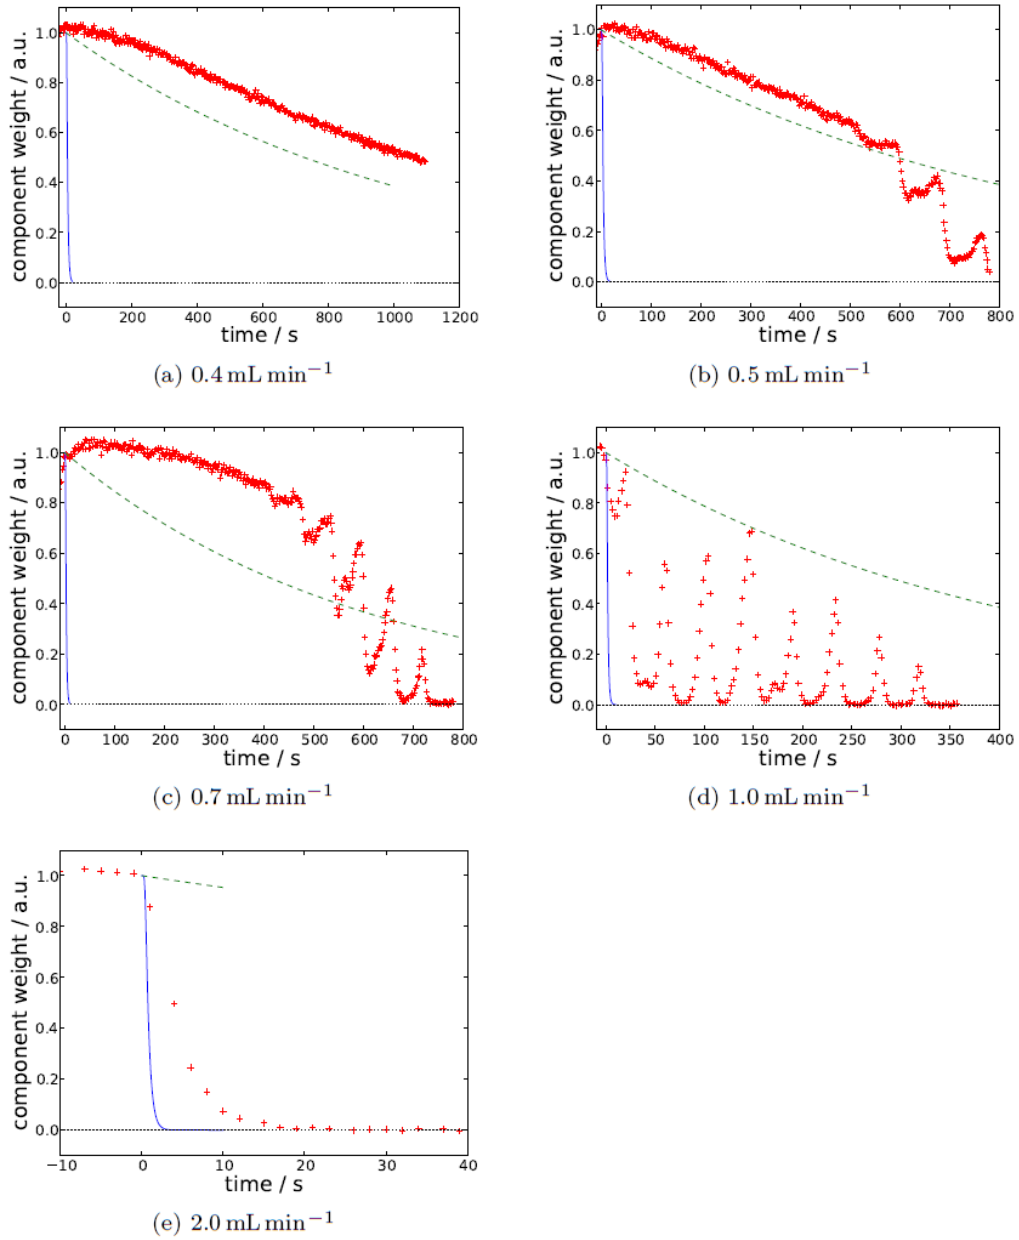 1.0
0.8
0.6
0.4
0.2
0.0
component weight / a.u.
0 200 400 600 800 1000 1200
time / s
(a) 0.4 mL min⁻¹
1.0
0.8
0.6
0.4
0.2
0.0
component weight / a.u.
0 100 200 300 400 500 600 700 800
time / s
(b) 0.5 mL min⁻¹
1.0
0.8
0.6
0.4
0.2
0.0
component weight / a.u.
0 100 200 300 400 500 600 700 800
time / s
(c) 0.7 mL min⁻¹
1.0
0.8
0.6
0.4
0.2
0.0
component weight / a.u.
0 50 100 150 200 250 300 350 400
time / s
(d) 1.0 mL min⁻¹
1.0
0.8
0.6
0.4
0.2
0.0
component weight / a.u.
−10 0 10 20 30 40
time / s
(e) 2.0 mL min⁻¹